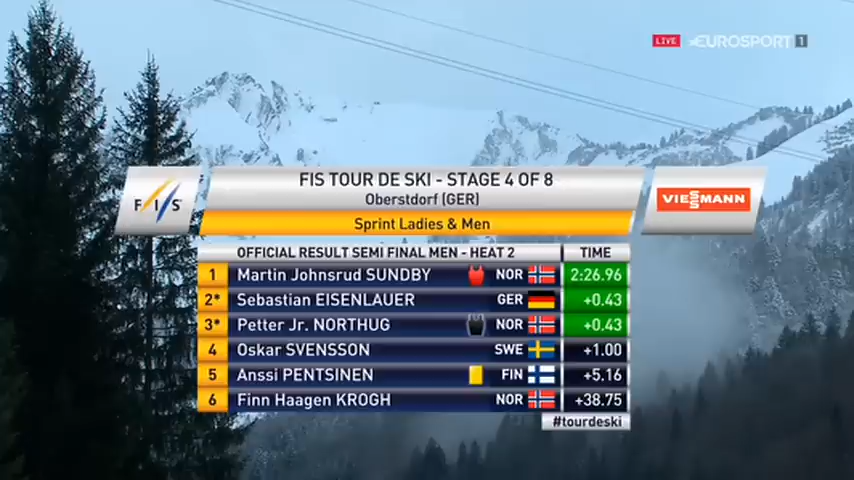 LIVE EUROSPORT 1
FIS TOUR DE SKI - STAGE 4 OF 8
Oberstdorf (GER)
FIS
VIESSMANN
Sprint Ladies & Men
OFFICIAL RESULT SEMI FINAL MEN - HEAT 2 TIME
1 Martin Johnsrud SUNDBY NOR 2:26.96
2* Sebastian EISENLAUER GER +0.43
3* Petter Jr. NORTHUG NOR +0.43
4 Oskar SVENSSON SWE +1.00
5 Anssi PENTSINEN FIN +5.16
6 Finn Haagen KROGH NOR +38.75
#tourdeski